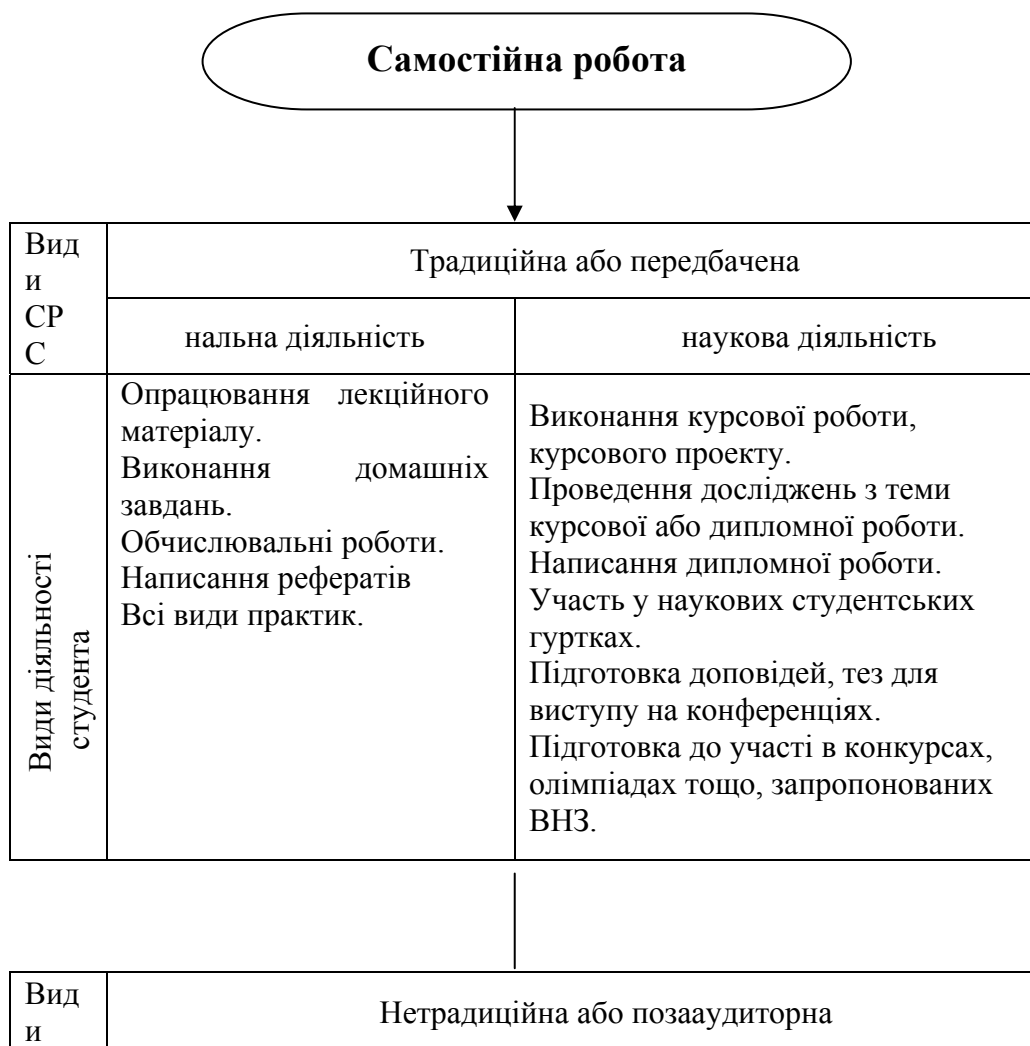 Самостійна робота
Вид
и
СР
С
Традиційна або передбачена
нальна діяльність
наукова діяльність
Види діяльності
студента
Опрацювання лекційного
матеріалу.
Виконання домашніх
завдань.
Обчислювальні роботи.
Написання рефератів
Всі види практик.
Виконання курсової роботи,
курсового проекту.
Проведення досліджень з теми
курсової або дипломної роботи.
Написання дипломної роботи.
Участь у наукових студентських
гуртках.
Підготовка доповідей, тез для
виступу на конференціях.
Підготовка до участі в конкурсах,
олімпіадах тощо, запропонованих
ВНЗ.
Вид
и
Нетрадиційна або позааудиторна